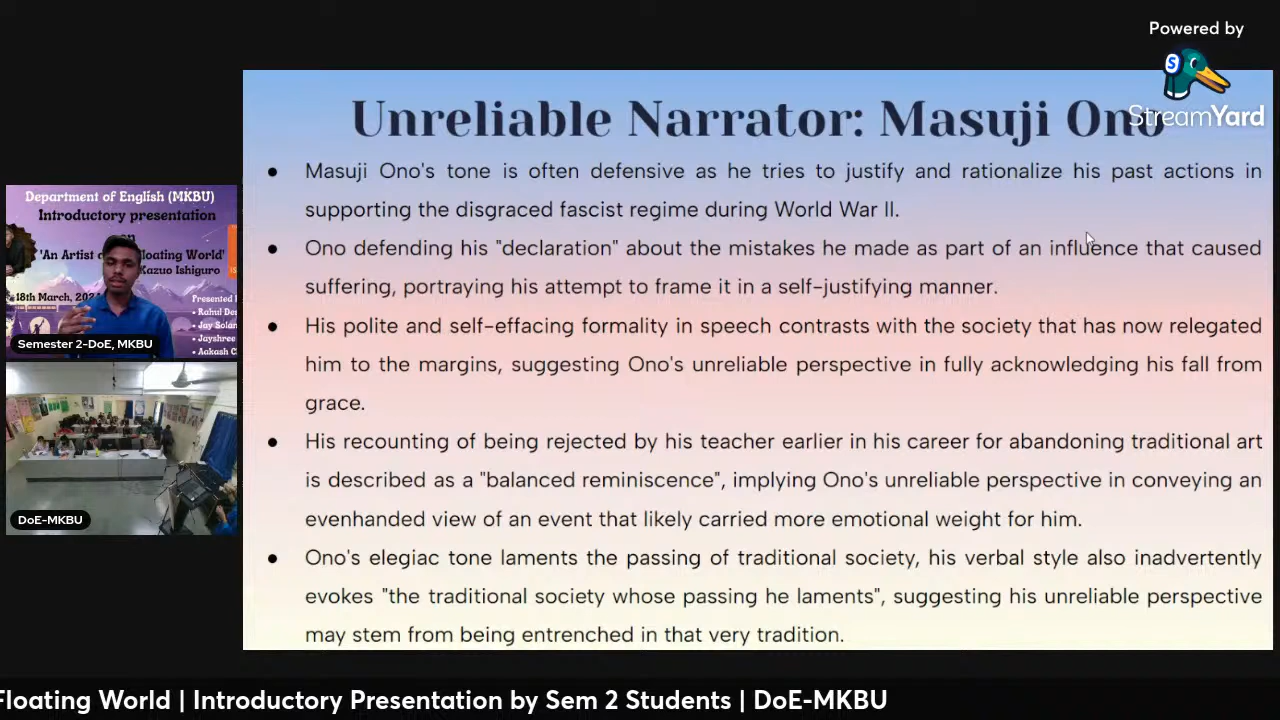 Powered by
StreamYard
Unreliable Narrator: Masuji Ono
● Masuji Ono's tone is often defensive as he tries to justify and rationalize his past actions in
supporting the disgraced fascist regime during World War II.
● Ono defending his "declaration" about the mistakes he made as part of an influence that caused
suffering, portraying his attempt to frame it in a self-justifying manner.
● His polite and self-effacing formality in speech contrasts with the society that has now relegated
him to the margins, suggesting Ono's unreliable perspective in fully acknowledging his fall from
grace.
● His recounting of being rejected by his teacher earlier in his career for abandoning traditional art
is described as a "balanced reminiscence", implying Ono's unreliable perspective in conveying an
evenhanded view of an event that likely carried more emotional weight for him.
● Ono's elegiac tone laments the passing of traditional society, his verbal style also inadvertently
evokes "the traditional society whose passing he laments", suggesting his unreliable perspective
may stem from being entrenched in that very tradition.
Department of English (MKBU)
Introductory presentation
'An Artist Floating World'
Kazuo Ishiguro
18th March,
Presented
• Rahul
• Jay
• Jayshree
• Aakash
Semester 2-DoE, MKBU
DoE-MKBU
Floating World | Introductory Presentation by Sem 2 Students | DoE-MKBU